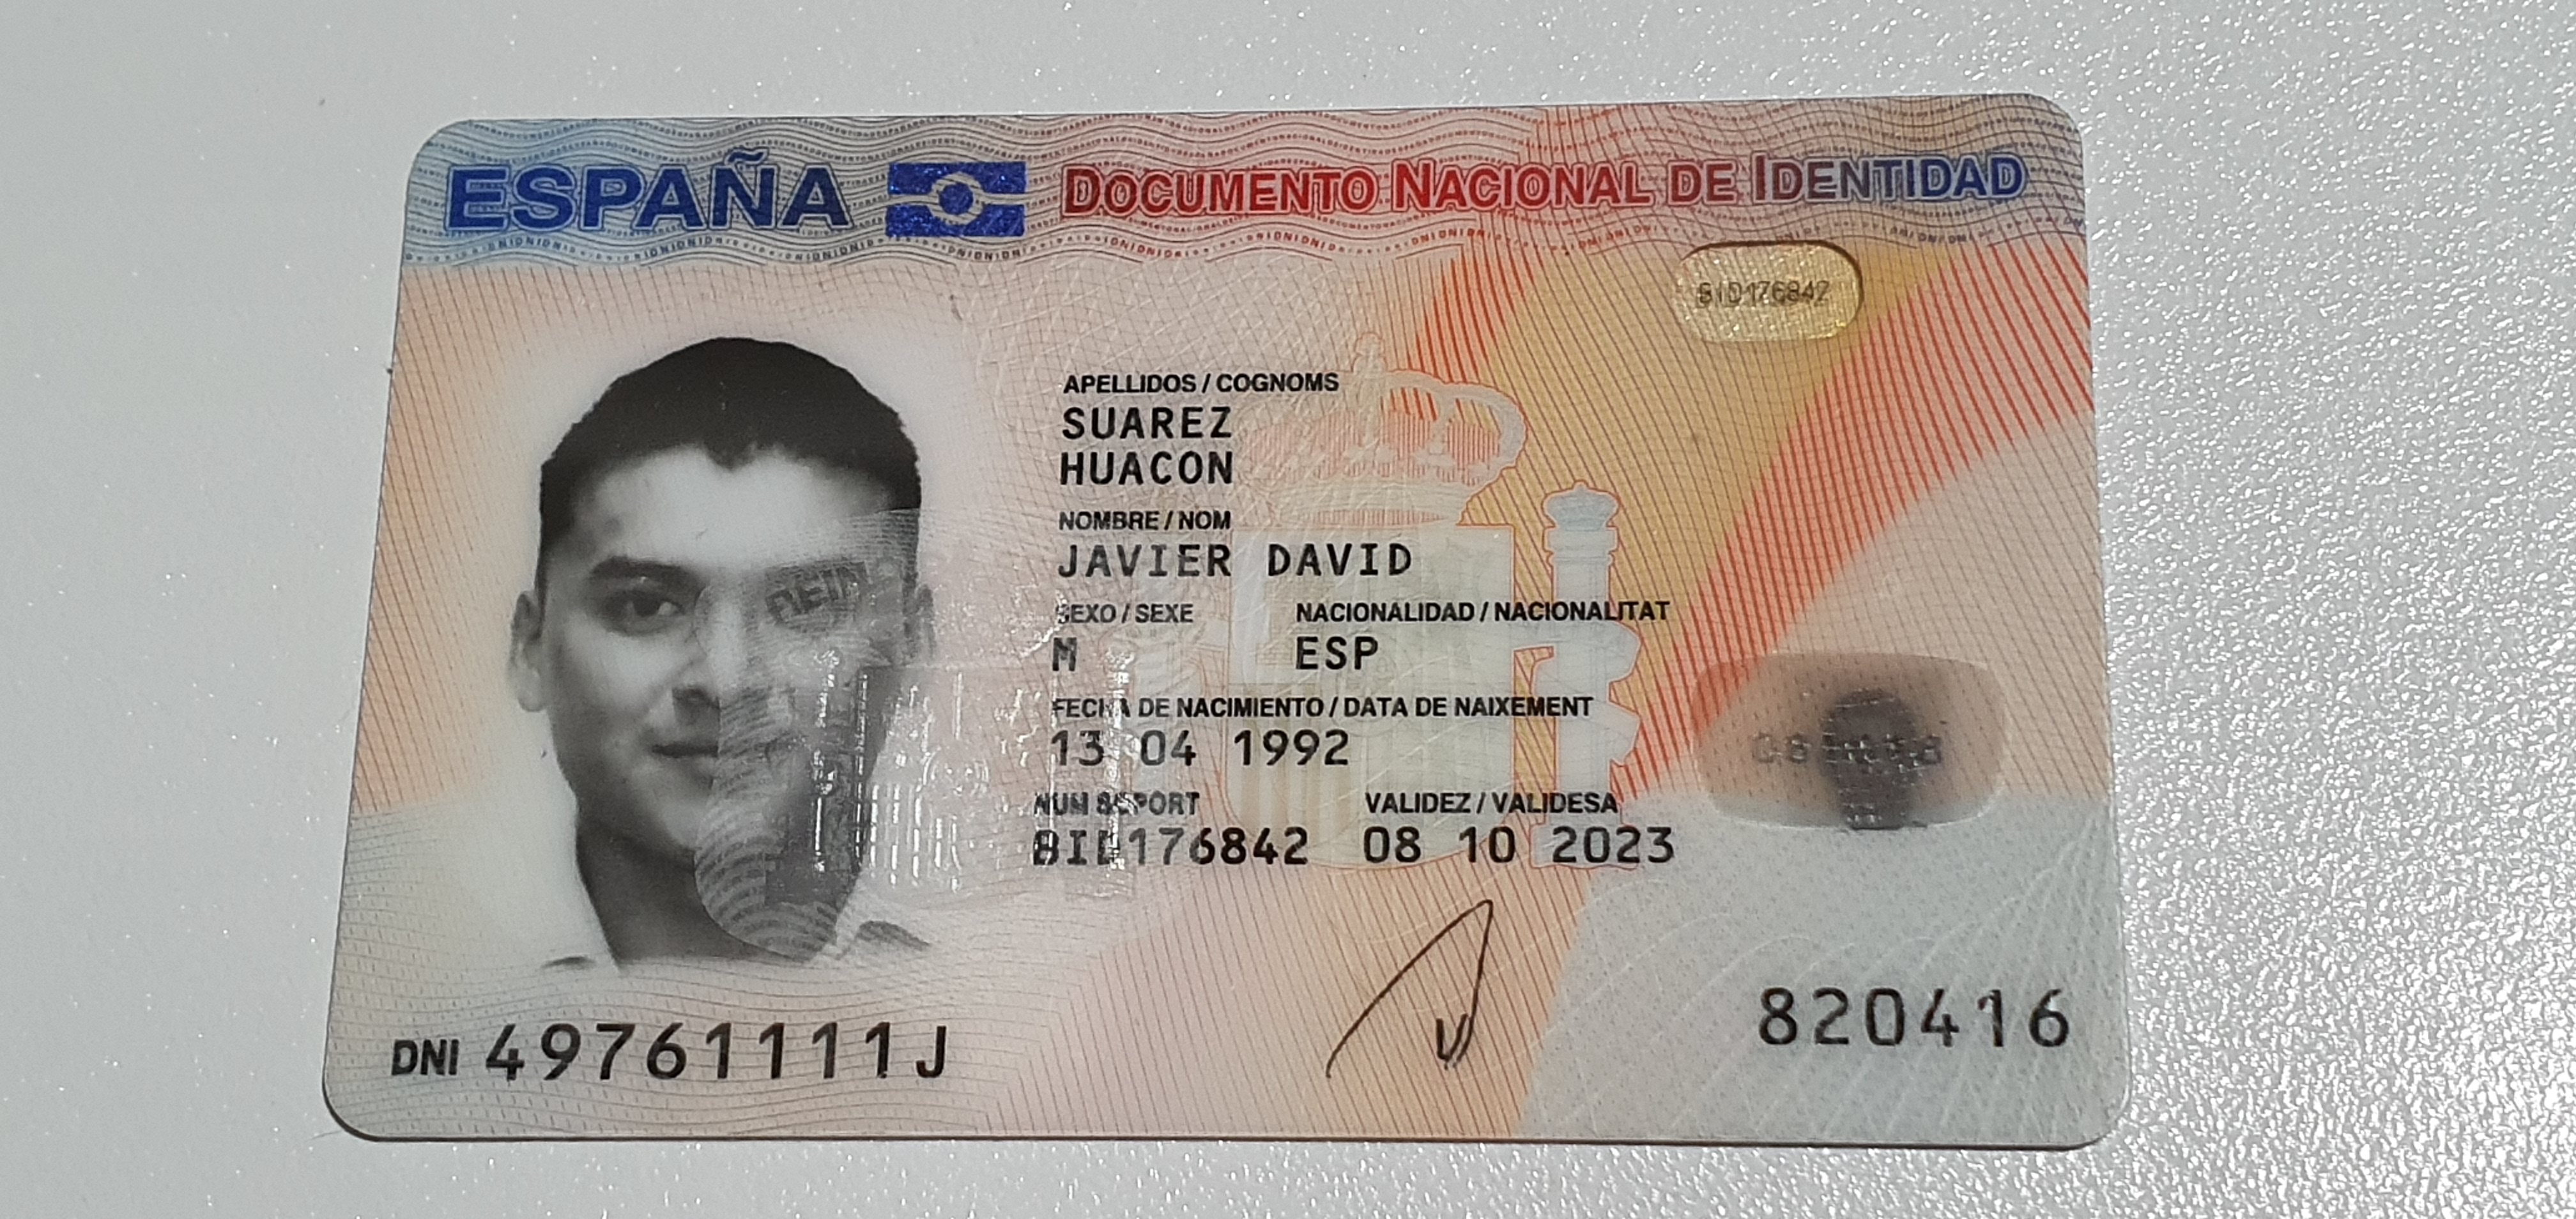 ESPAÑA DOCUMENTO NACIONAL DE IDENTIDAD
BID176842
APELLIDOS / COGNOMS
SUAREZ
HUACON
NOMBRE / NOM
JAVIER DAVID
SEXO / SEXE NACIONALIDAD / NACIONALITAT
M ESP
FECHA DE NACIMIENTO / DATA DE NAIXEMENT
13 04 1992
NUM SOPORT VALIDEZ / VALIDESA
BID176842 08 10 2023
DNI 49761111J
820416